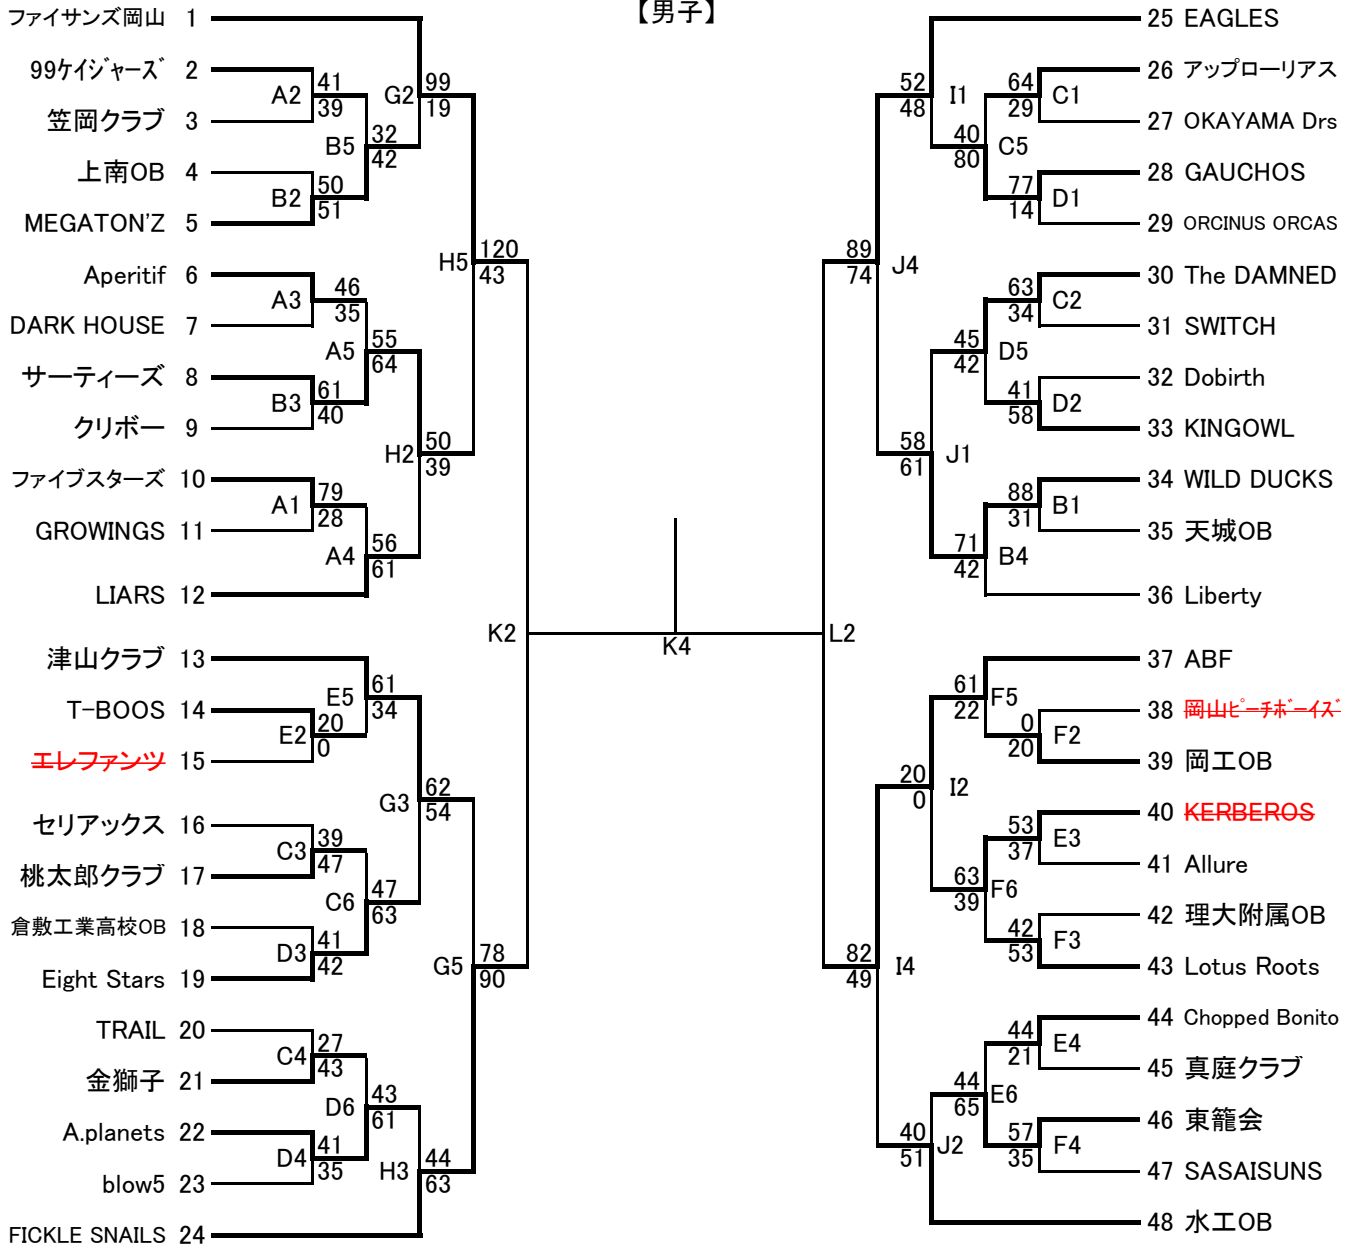 【男子】
ファイサンズ岡山 1
99ケイジャーズ 2
A2
41
39
笠岡クラブ 3
G2
99
19
B5
32
42
上南OB 4
B2
50
51
MEGATON'Z 5
H5
120
43
Aperitif 6
A3
46
35
DARK HOUSE 7
A5
55
64
サーティーズ 8
B3
61
40
クリボー 9
H2
50
39
ファイブスターズ 10
A1
79
28
GROWINGS 11
A4
56
61
LIARS 12
K2
K4
L2
津山クラブ 13
E5
61
34
T-BOOS 14
E2
20
0
エレファンツ 15
G3
62
54
セリアックス 16
C3
39
47
桃太郎クラブ 17
C6
47
63
倉敷工業高校OB 18
D3
41
42
Eight Stars 19
G5
78
90
TRAIL 20
C4
27
43
金獅子 21
D6
43
61
A.planets 22
D4
41
35
blow5 23
H3
44
63
FICKLE SNAILS 24
25 EAGLES
52
48
I1
26 アップローリアス
64
29
C1
27 OKAYAMA Drs
40
80
C5
28 GAUCHOS
77
14
D1
29 ORCINUS ORCAS
89
74
J4
30 The DAMNED
63
34
C2
31 SWITCH
45
42
D5
32 Dobirth
41
58
D2
33 KINGOWL
58
61
J1
34 WILD DUCKS
88
31
B1
35 天城OB
71
42
B4
36 Liberty
37 ABF
61
22
F5
38 岡山ピーチボーイズ
0
20
F2
39 岡工OB
20
0
I2
40 KERBEROS
53
37
E3
41 Allure
63
39
F6
42 理大附属OB
42
53
F3
43 Lotus Roots
82
49
I4
44 Chopped Bonito
44
21
E4
45 真庭クラブ
44
65
E6
46 東籠会
57
35
F4
47 SASAISUNS
40
51
J2
48 水工OB